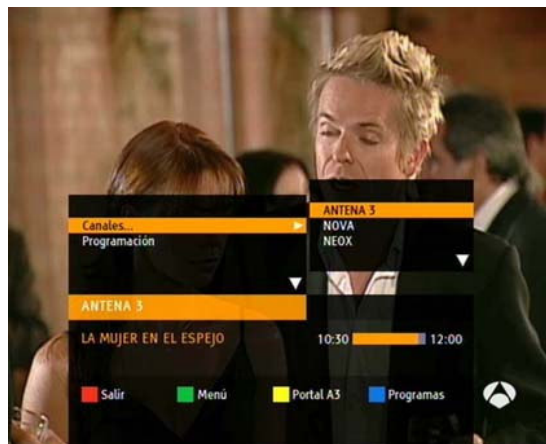 ANTENA 3
Canales...
NOVA
Programación
NEOX
ANTENA 3
LA MUJER EN EL ESPEJO 10:30 12:00
Salir Menú Portal A3 Programas